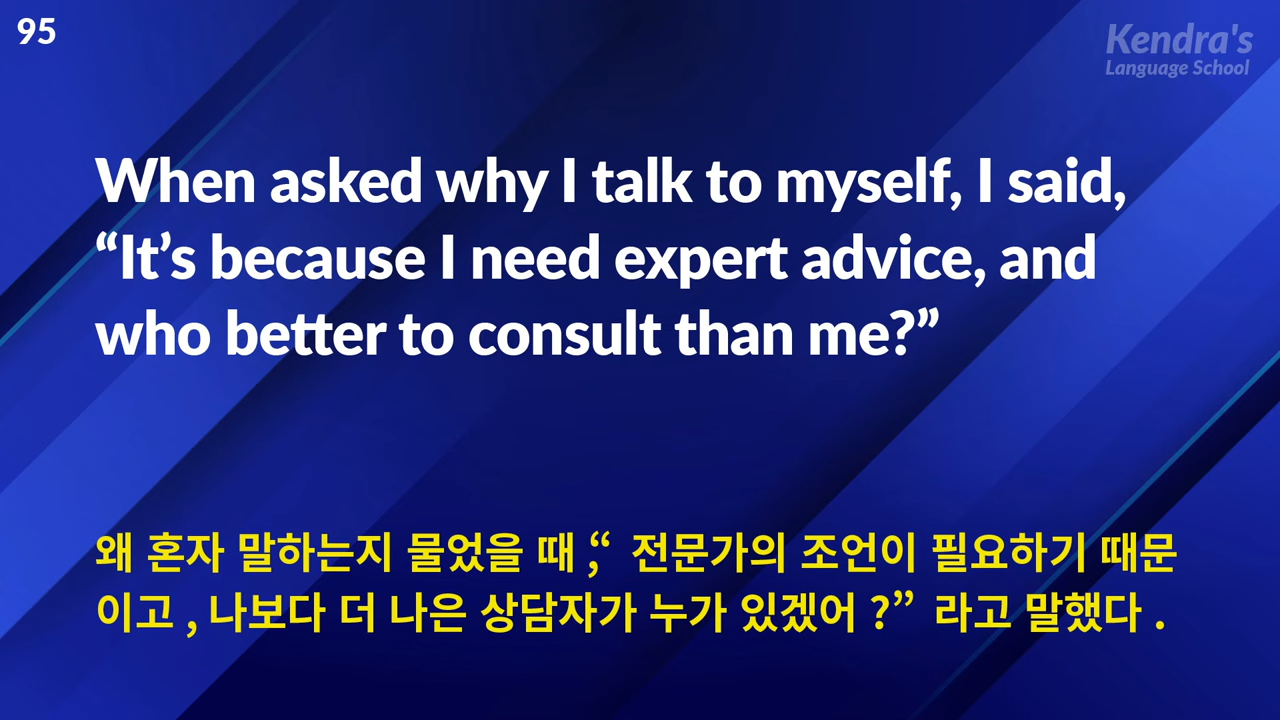 95
Kendra's
Language School
When asked why I talk to myself, I said,
“It’s because I need expert advice, and
who better to consult than me?”
왜 혼자 말하는지 물었을 때 ,“ 전문가의 조언이 필요하기 때문
이고 , 나보다 더 나은 상담자가 누가 있겠어 ?” 라고 말했다 .